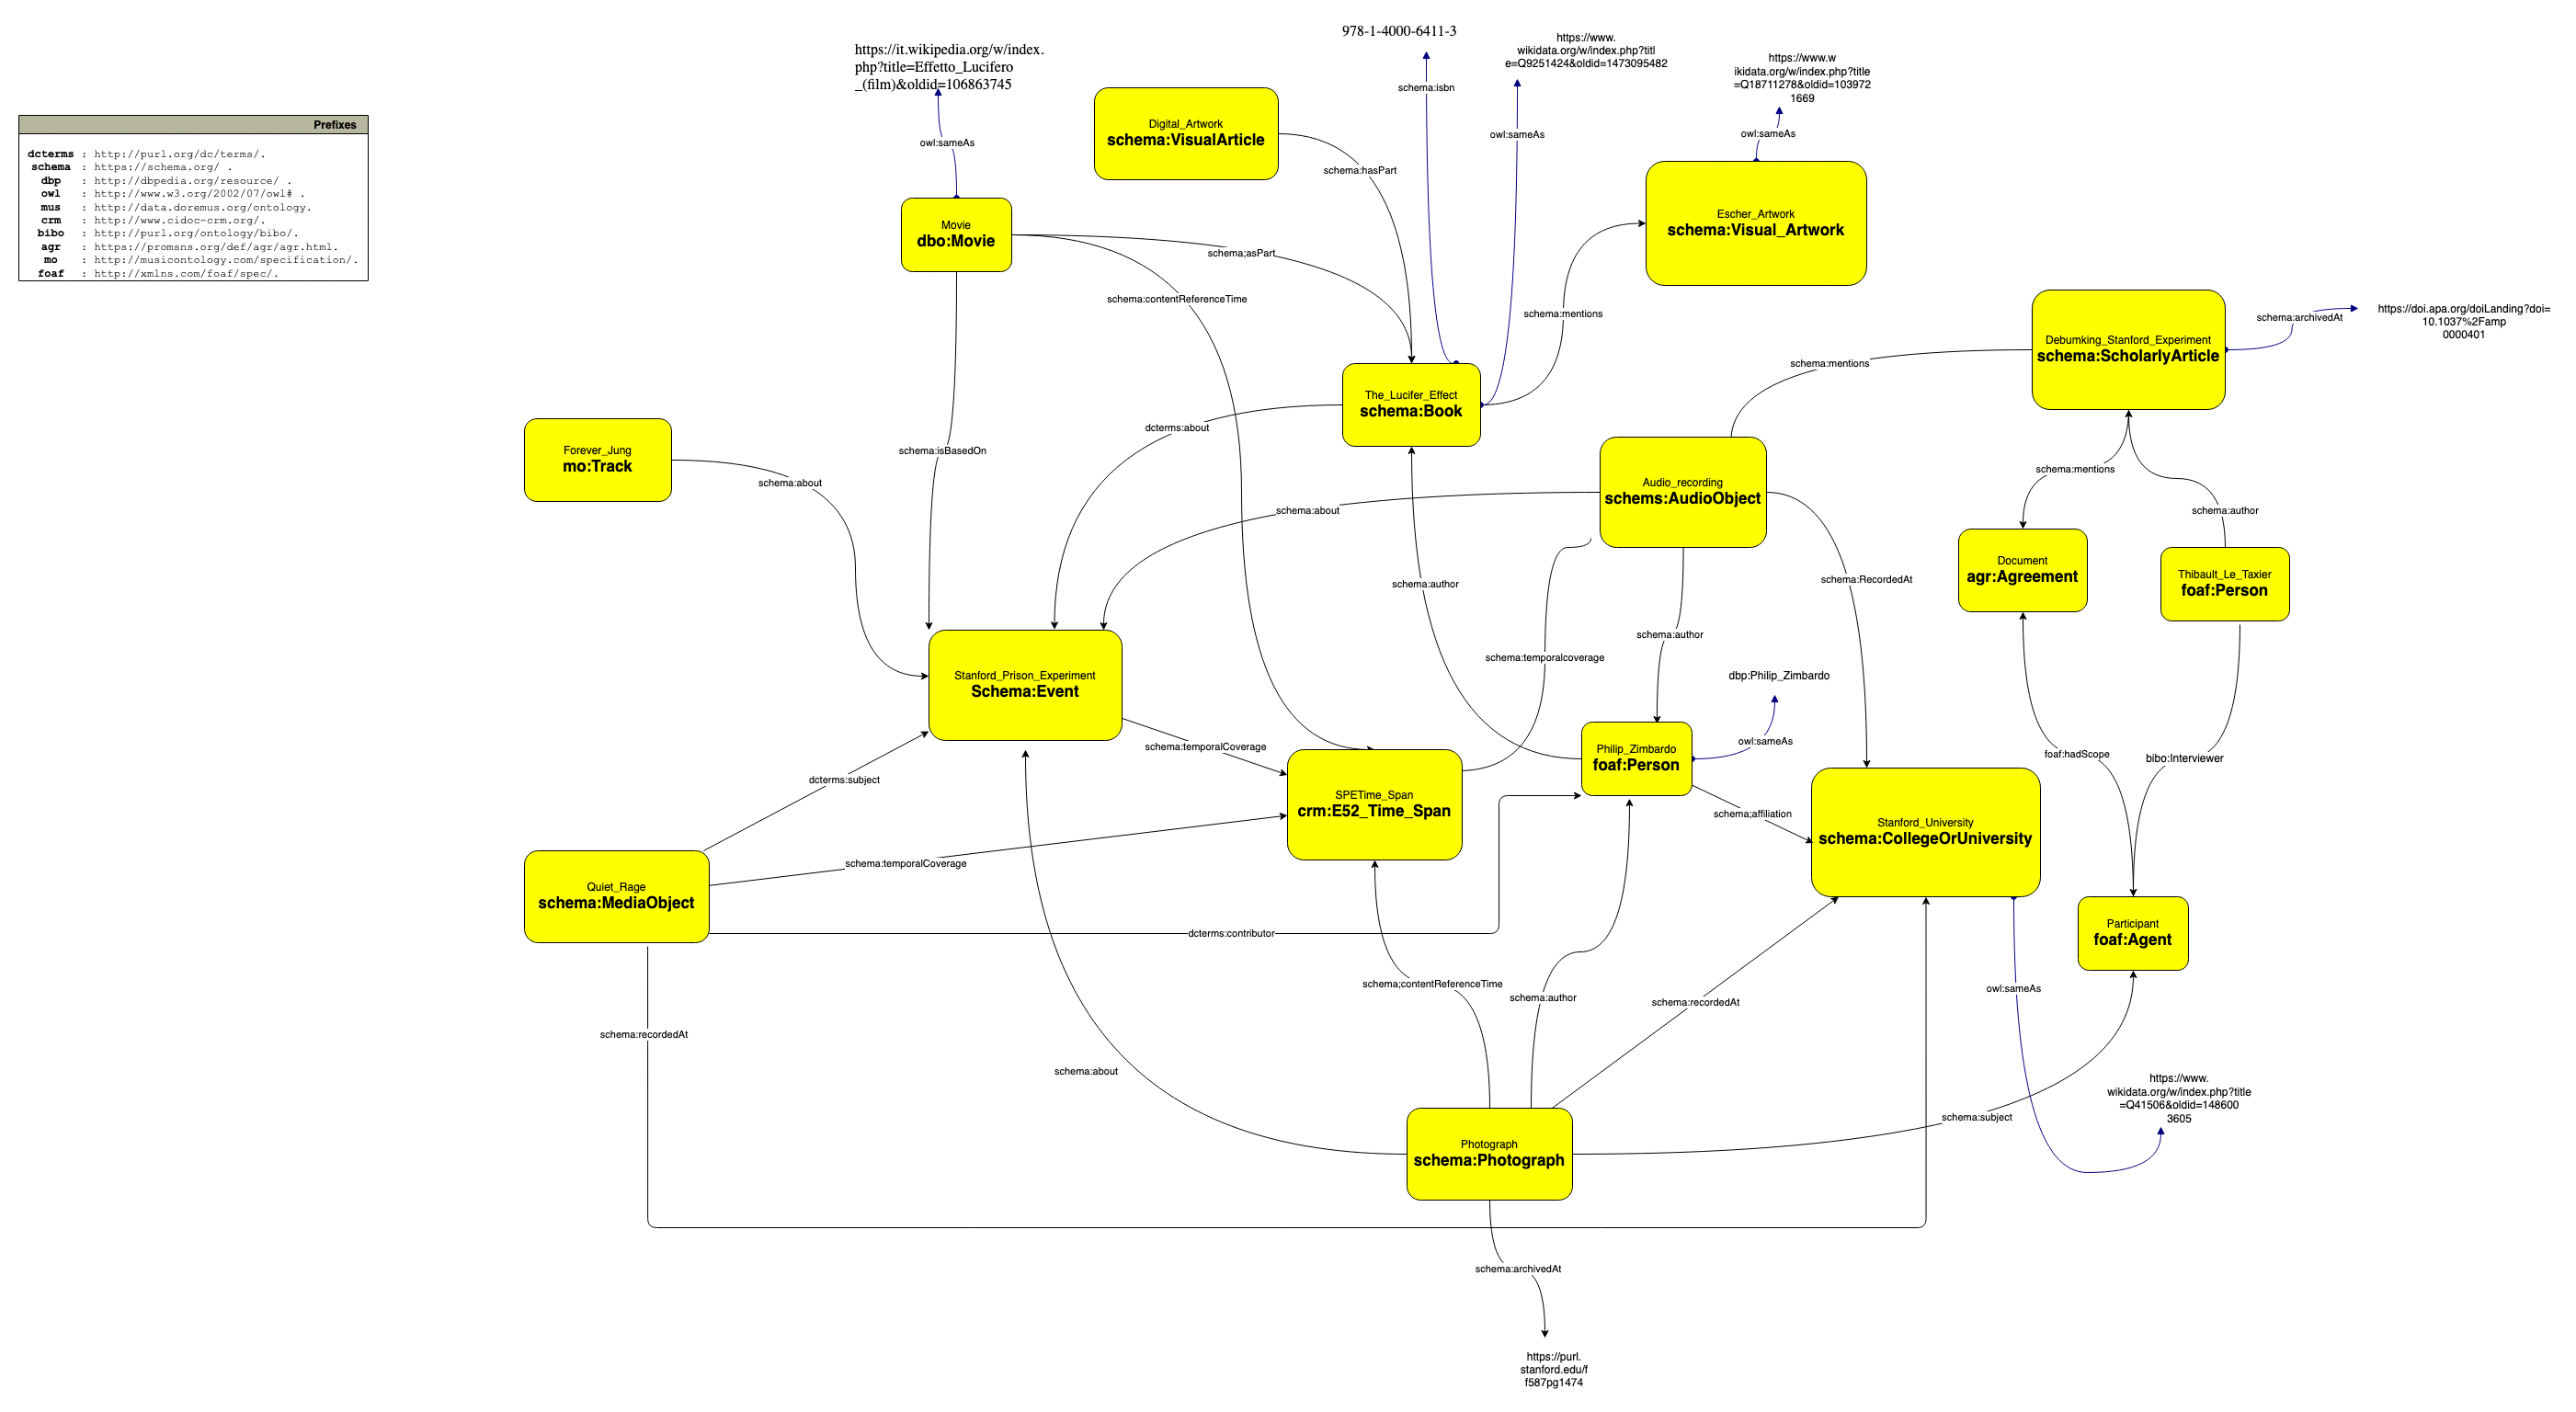 978-1-4000-6411-3
https://it.wikipedia.org/w/index.
php?title=Effetto_Lucifero
_(film)&oldid=106863745
https://www.
wikidata.org/w/index.php?titl
e=Q9251424&oldid=1473095482
https://www.w
ikidata.org/w/index.php?title
=Q18711278&oldid=103972
1669
schema:isbn
Prefixes
dcterms : http://purl.org/dc/terms/.
schema : https://schema.org/ .
dbp : http://dbpedia.org/resource/ .
owl : http://www.w3.org/2002/07/owl# .
mus : http://data.doremus.org/ontology.
crm : http://www.cidoc-crm.org/.
bibo : http://purl.org/ontology/bibo/.
agr : https://promsns.org/def/agr/agr.html.
mo : http://musicontology.com/specification/.
foaf : http://xmlns.com/foaf/spec/.
owl:sameAs
Digital_Artwork
schema:VisualArticle
owl:sameAs
owl:sameAs
schema:hasPart
Movie
dbo:Movie
Escher_Artwork
schema:Visual_Artwork
schema;asPart
schema:contentReferenceTime
schema:mentions
schema:archivedAt
https://doi.apa.org/doiLanding?doi=
10.1037%2Famp
0000401
Debumking_Stanford_Experiment
schema:ScholarlyArticle
schema:mentions
The_Lucifer_Effect
schema:Book
dcterms:about
Forever_Jung
mo:Track
schema:isBasedOn
schema:about
schema:mentions
Audio_recording
schems:AudioObject
schema:about
schema:author
Document
agr:Agreement
Thibault_Le_Taxier
foaf:Person
schema:author
schema:RecordedAt
schema:author
schema:temporalcoverage
Stanford_Prison_Experiment
Schema:Event
dbp:Philip_Zimbardo
owl:sameAs
schema:temporalCoverage
Philip_Zimbardo
foaf:Person
foaf:hadScope
bibo:Interviewer
dcterms:subject
SPETime_Span
crm:E52_Time_Span
schema;affiliation
Stanford_University
schema:CollegeOrUniversity
schema:temporalCoverage
Quiet_Rage
schema:MediaObject
dcterms:contributor
Participant
foaf:Agent
schema;contentReferenceTime
schema:author
schema:recordedAt
owl:sameAs
schema:recordedAt
schema:about
https://www.
wikidata.org/w/index.php?title
=Q41506&oldid=148600
3605
schema:subject
Photograph
schema:Photograph
schema:archivedAt
https://purl.
stanford.edu/f
f587pg1474